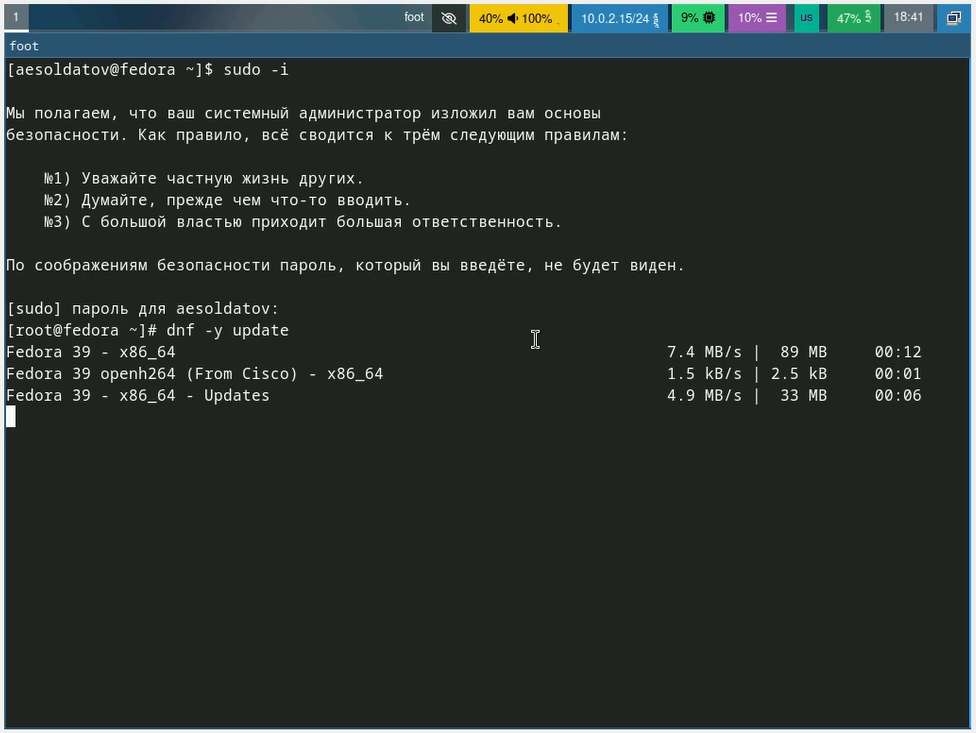 1 foot 40% 100% 10.0.2.15/24 9% 10% us 47% 18:41
foot
[aesoldatov@fedora ~]$ sudo -i
Мы полагаем, что ваш системный администратор изложил вам основы
безопасности. Как правило, всё сводится к трём следующим правилам:
№1) Уважайте частную жизнь других.
№2) Думайте, прежде чем что-то вводить.
№3) С большой властью приходит большая ответственность.
По соображениям безопасности пароль, который вы введёте, не будет виден.
[sudo] пароль для aesoldatov:
[root@fedora ~]# dnf -y update
Fedora 39 - x86_64 7.4 MB/s | 89 MB 00:12
Fedora 39 openh264 (From Cisco) - x86_64 1.5 kB/s | 2.5 kB 00:01
Fedora 39 - x86_64 - Updates 4.9 MB/s | 33 MB 00:06